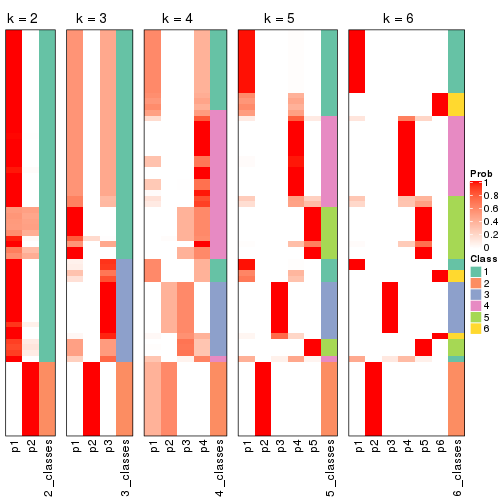 k = 2
k = 3
k = 4
k = 5
k = 6
p1
p2
2_classes
p1
p2
p3
3_classes
p1
p2
p3
p4
4_classes
p1
p2
p3
p4
p5
5_classes
p1
p2
p3
p4
p5
p6
6_classes
Prob
1
0.8
0.6
0.4
0.2
0
Class
1
2
3
4
5
6